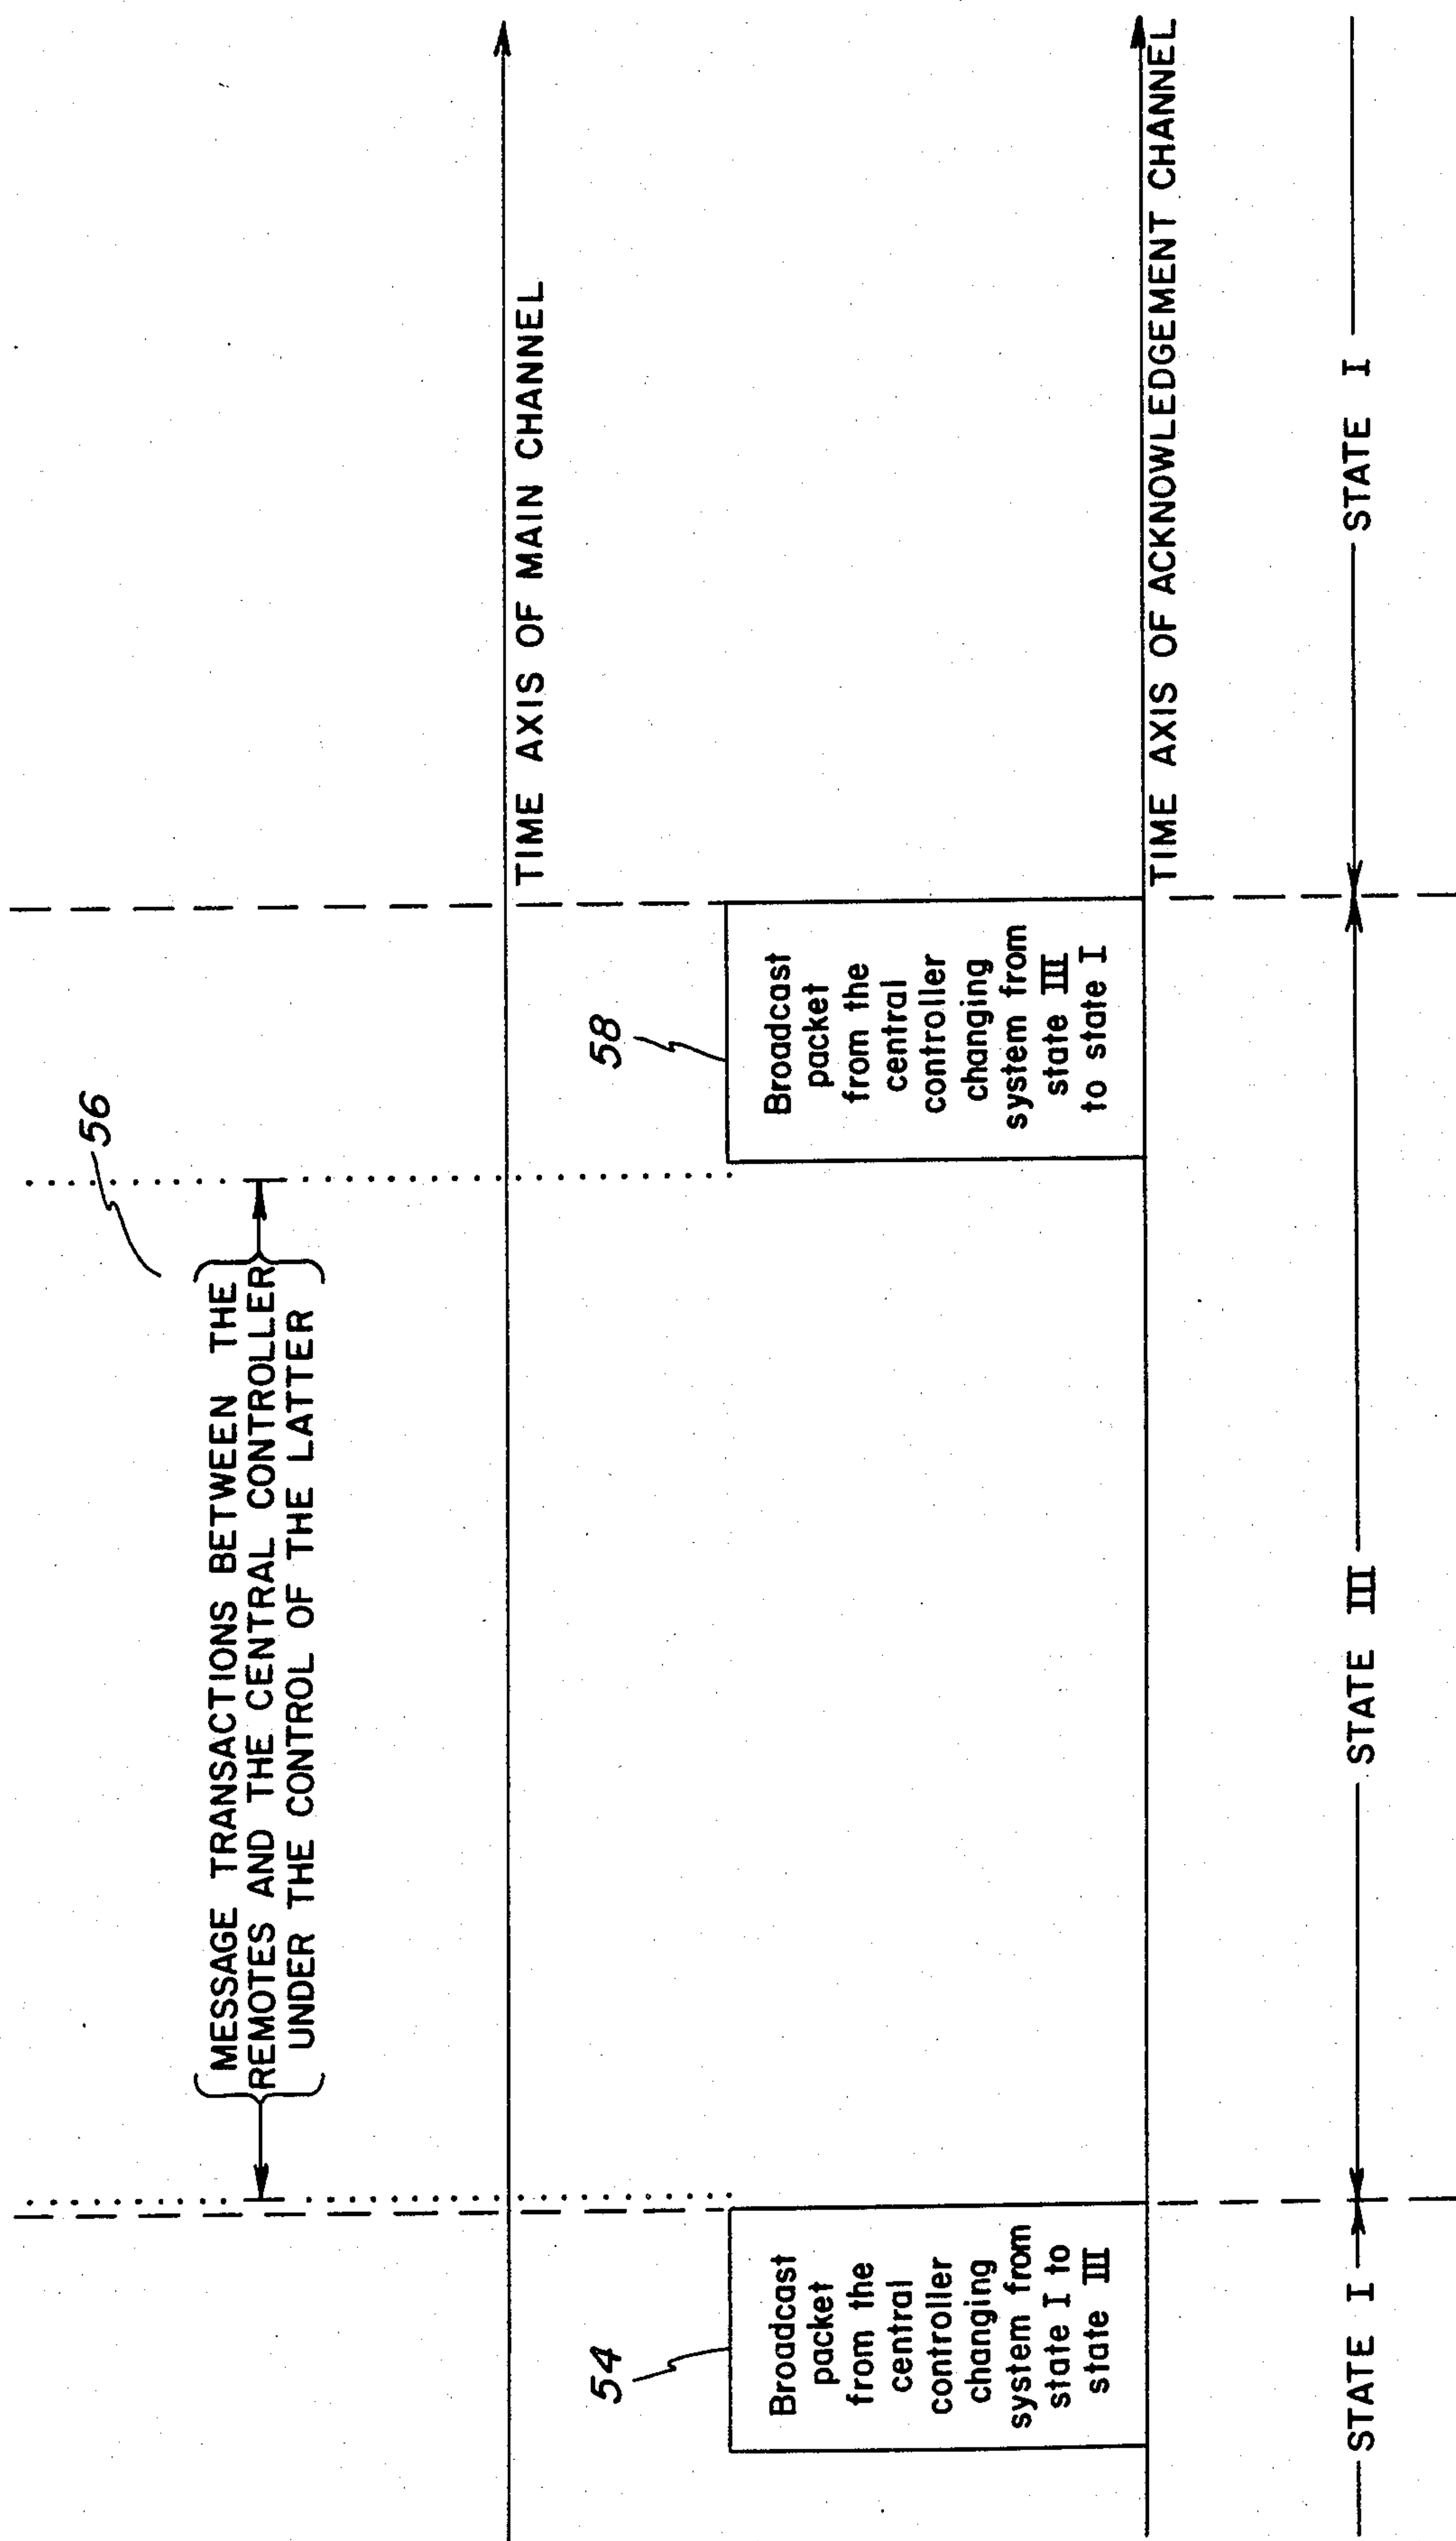 56
MESSAGE TRANSACTIONS BETWEEN THE
REMOTES AND THE CENTRAL CONTROLLER
UNDER THE CONTROL OF THE LATTER
TIME AXIS OF MAIN CHANNEL
54
Broadcast
packet
from the
central
controller
changing
system from
state I to
state III
58
Broadcast
packet
from the
central
controller
changing
system from
state III
to state I
TIME AXIS OF ACKNOWLEDGEMENT CHANNEL
STATE I
STATE III
STATE I